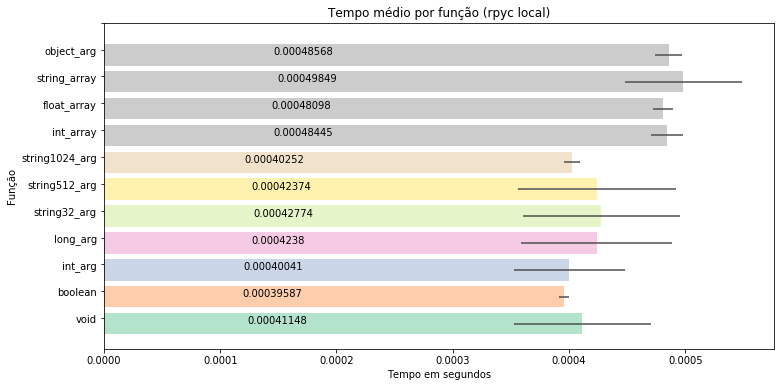 Tempo médio por função (rpyc local)
Função
object_arg 0.00048568
string_array 0.00049849
float_array 0.00048098
int_array 0.00048445
string1024_arg 0.00040252
string512_arg 0.00042374
string32_arg 0.00042774
long_arg 0.0004238
int_arg 0.00040041
boolean 0.00039587
void 0.00041148
0.0000 0.0001 0.0002 0.0003 0.0004 0.0005
Tempo em segundos